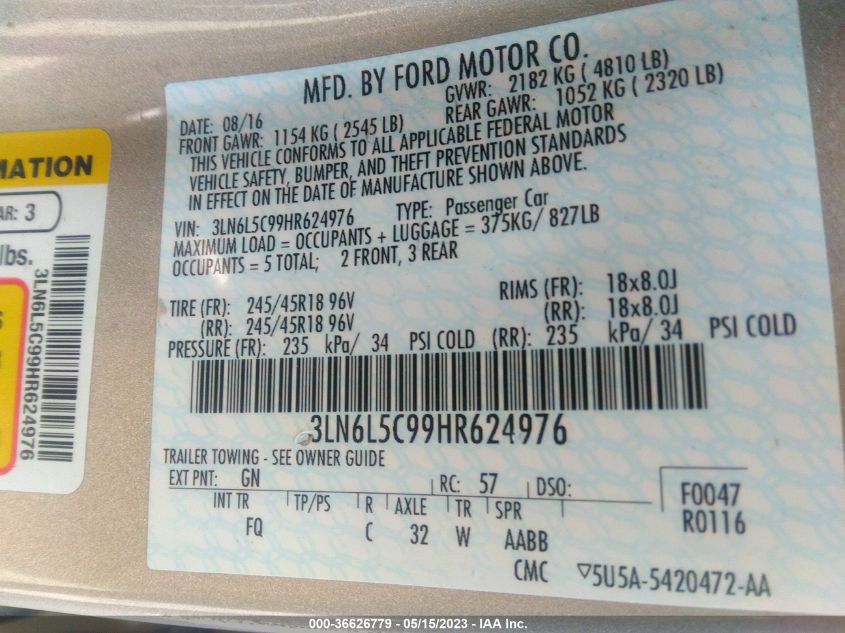 MFD. BY FORD MOTOR CO.
DATE: 08/16 GVWR: 2182 KG ( 4810 LB)
FRONT GAWR: 1154 KG ( 2545 LB) REAR GAWR: 1052 KG ( 2320 LB)
THIS VEHICLE CONFORMS TO ALL APPLICABLE FEDERAL MOTOR
VEHICLE SAFETY, BUMPER, AND THEFT PREVENTION STANDARDS
IN EFFECT ON THE DATE OF MANUFACTURE SHOWN ABOVE.
VIN: 3LN6L5C99HR624976 TYPE: Passenger Car
MAXIMUM LOAD = OCCUPANTS + LUGGAGE = 375KG/ 827LB
OCCUPANTS = 5 TOTAL; 2 FRONT, 3 REAR
TIRE (FR): 245/45R18 96V RIMS (FR): 18x8.0J
(RR): 245/45R18 96V (RR): 18x8.0J
PRESSURE (FR): 235 kPa/ 34 PSI COLD (RR): 235 kPa/ 34 PSI COLD
3LN6L5C99HR624976
TRAILER TOWING - SEE OWNER GUIDE
EXT PNT: GN RC: 57 DSO:
INT TR TP/PS R AXLE TR SPR
FQ C 32 W AABB
F0047
R0116
CMC ▽5U5A-5420472-AA
MATION
AR: 3
lbs.
3LN6L5C99HR624976
000-36626779 - 05/15/2023 - IAA Inc.